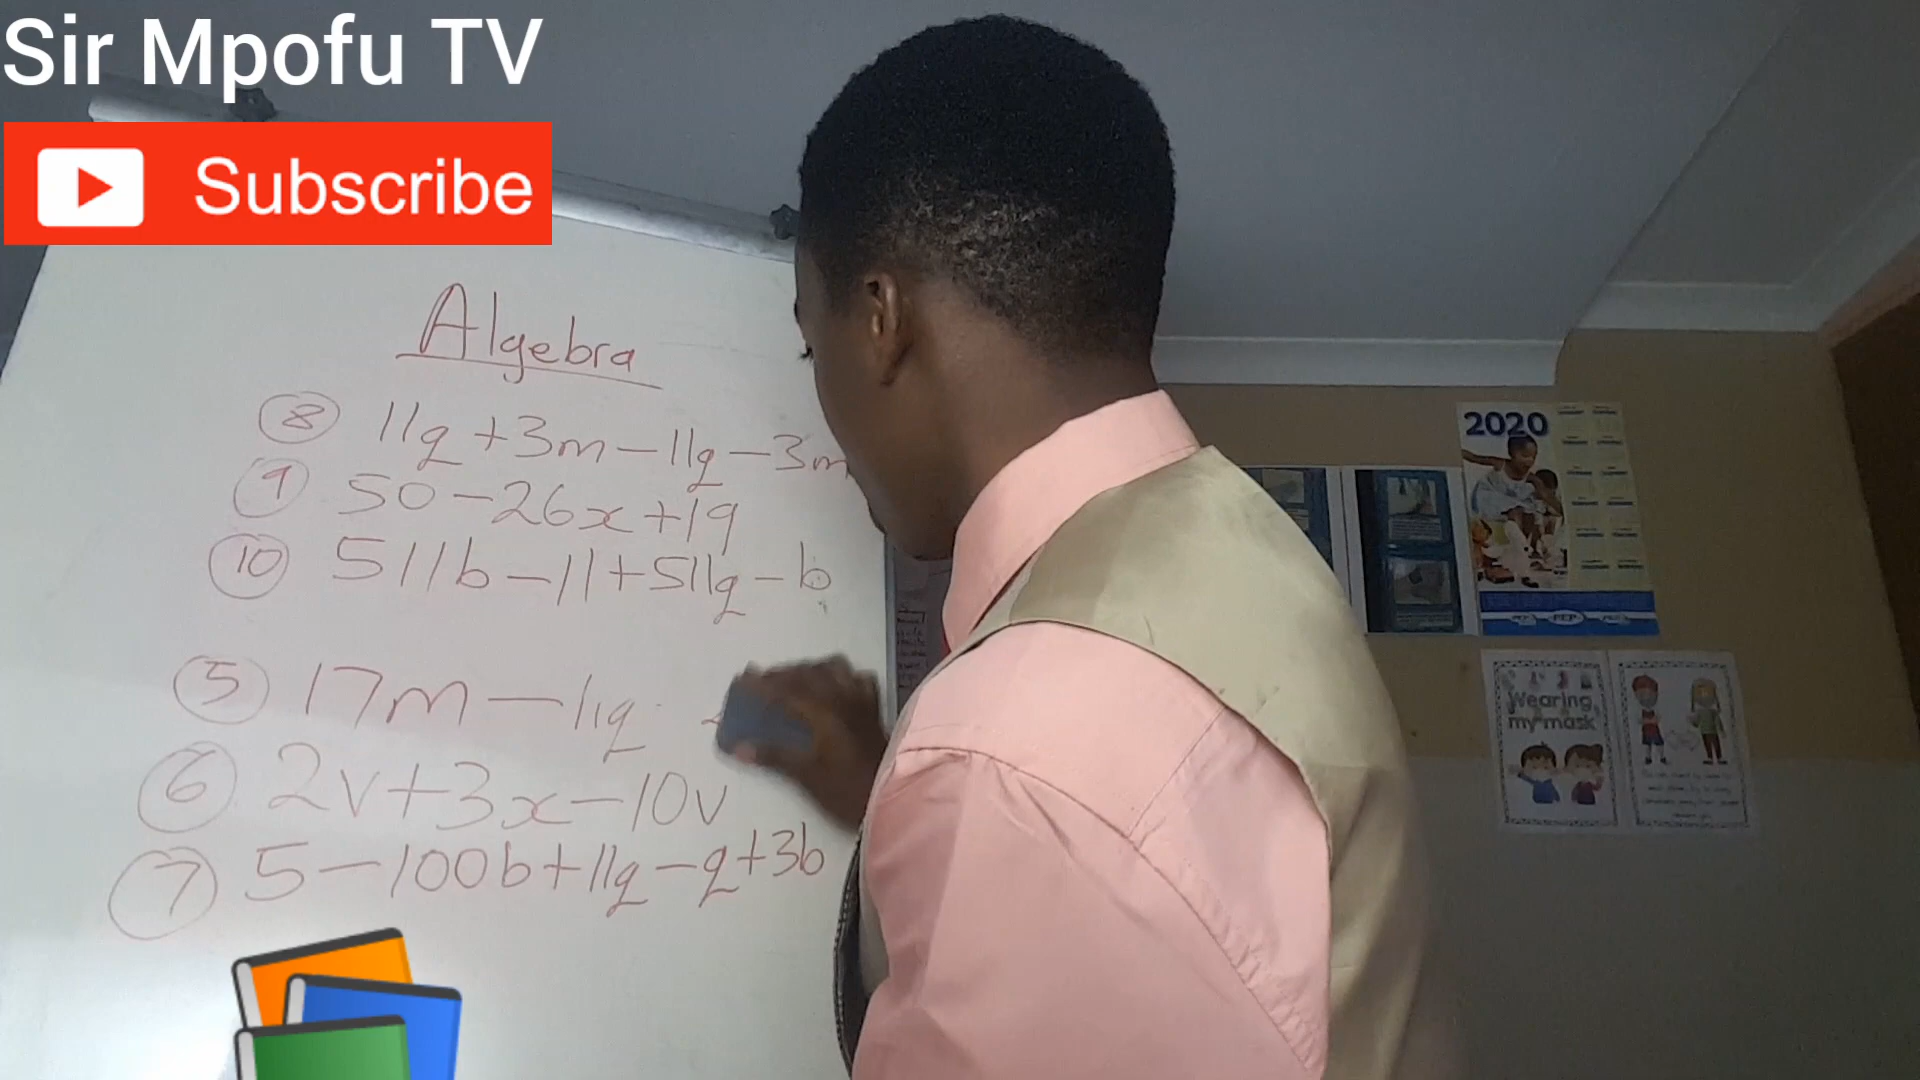 Sir Mpofu TV
Subscribe
Algebra
8 11q+3m-11q-3m
9 50-26x+19
10 511b-11+511q-b
5 17m-11q
6 2v+3x-10v
7 5-100b+11q-q+3b
2020
PEP
Wearing
my mask